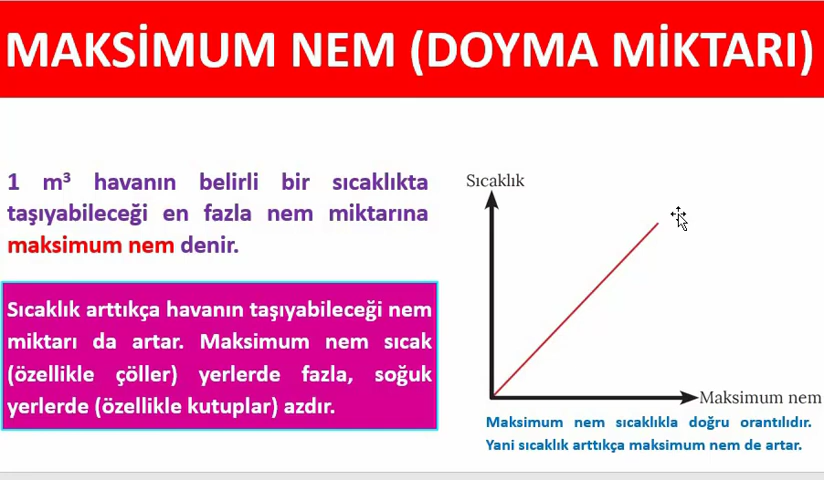 MAKSİMUM NEM (DOYMA MİKTARI)
1 m³ havanın belirli bir sıcaklıkta
taşıyabileceği en fazla nem miktarına
maksimum nem denir.
Sıcaklık arttıkça havanın taşıyabileceği nem
miktarı da artar. Maksimum nem sıcak
(özellikle çöller) yerlerde fazla, soğuk
yerlerde (özellikle kutuplar) azdır.
Sıcaklık
Maksimum nem
Maksimum nem sıcaklıkla doğru orantılıdır.
Yani sıcaklık arttıkça maksimum nem de artar.